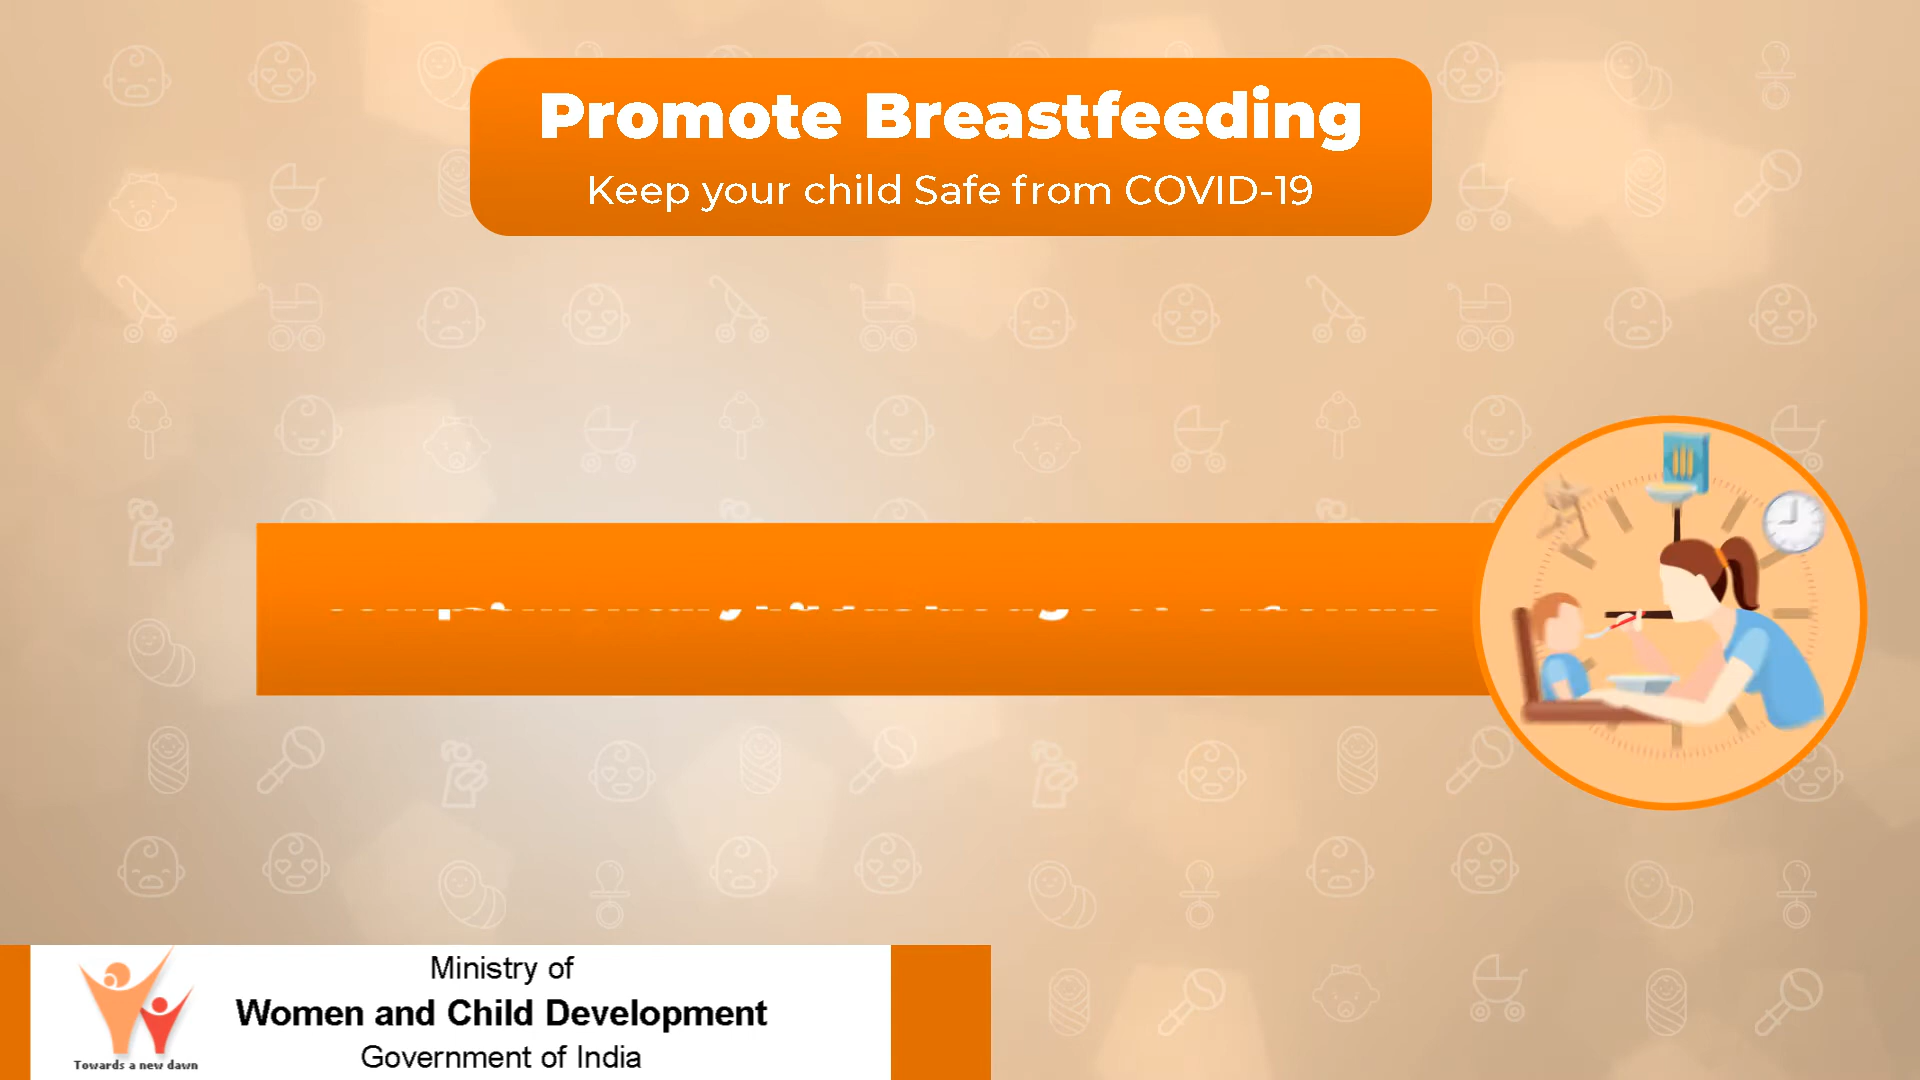 Promote Breastfeeding
Keep your child Safe from COVID-19
Ministry of
Women and Child Development
Government of India
Towards a new dawn